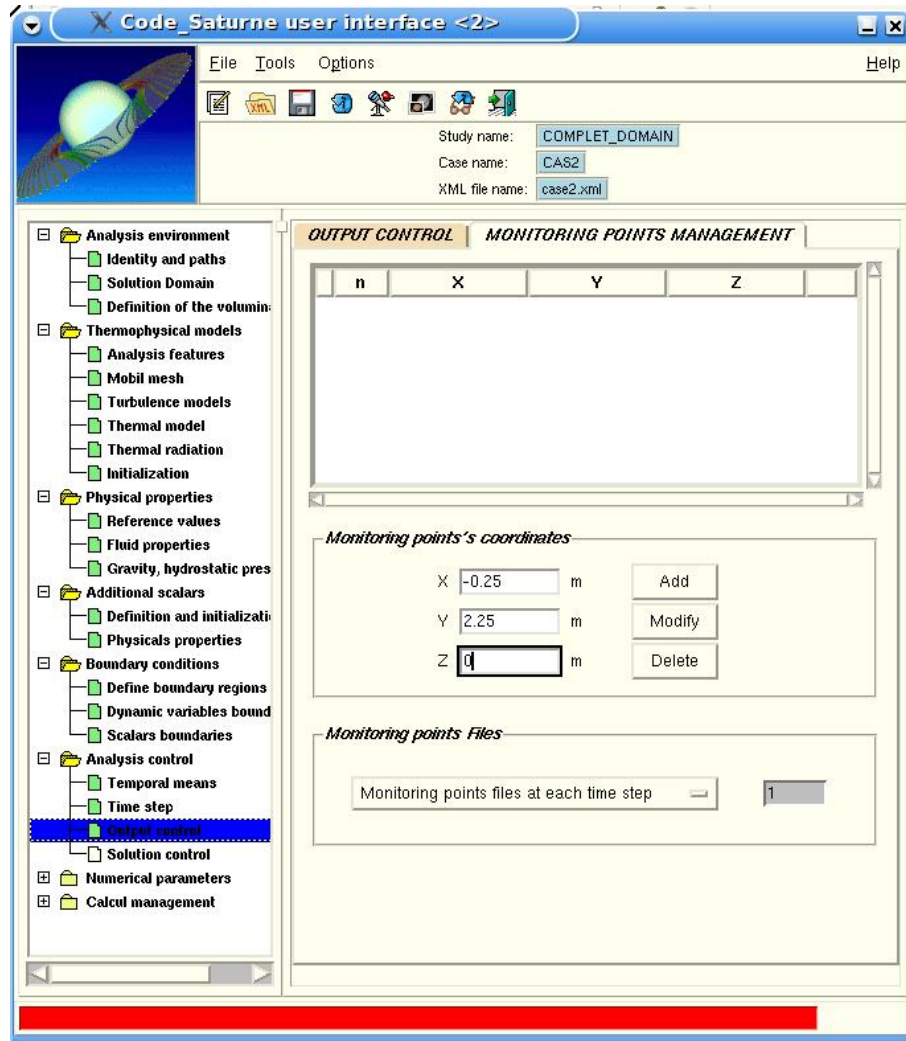 Code_Saturne user interface <2>
File Tools Options Help
Study name: COMPLET_DOMAIN
Case name: CAS2
XML file name: case2.xml
Analysis environment
Identity and paths
Solution Domain
Definition of the volumin
Thermophysical models
Analysis features
Mobil mesh
Turbulence models
Thermal model
Thermal radiation
Initialization
Physical properties
Reference values
Fluid properties
Gravity, hydrostatic pres
Additional scalars
Definition and initializati
Physicals properties
Boundary conditions
Define boundary regions
Dynamic variables bound
Scalars boundaries
Analysis control
Temporal means
Time step
Output control
Solution control
Numerical parameters
Calcul management
OUTPUT CONTROL MONITORING POINTS MANAGEMENT
n X Y Z
Monitoring points's coordinates
X -0.25 m Add
Y 2.25 m Modify
Z 0 m Delete
Monitoring points Files
Monitoring points files at each time step 1